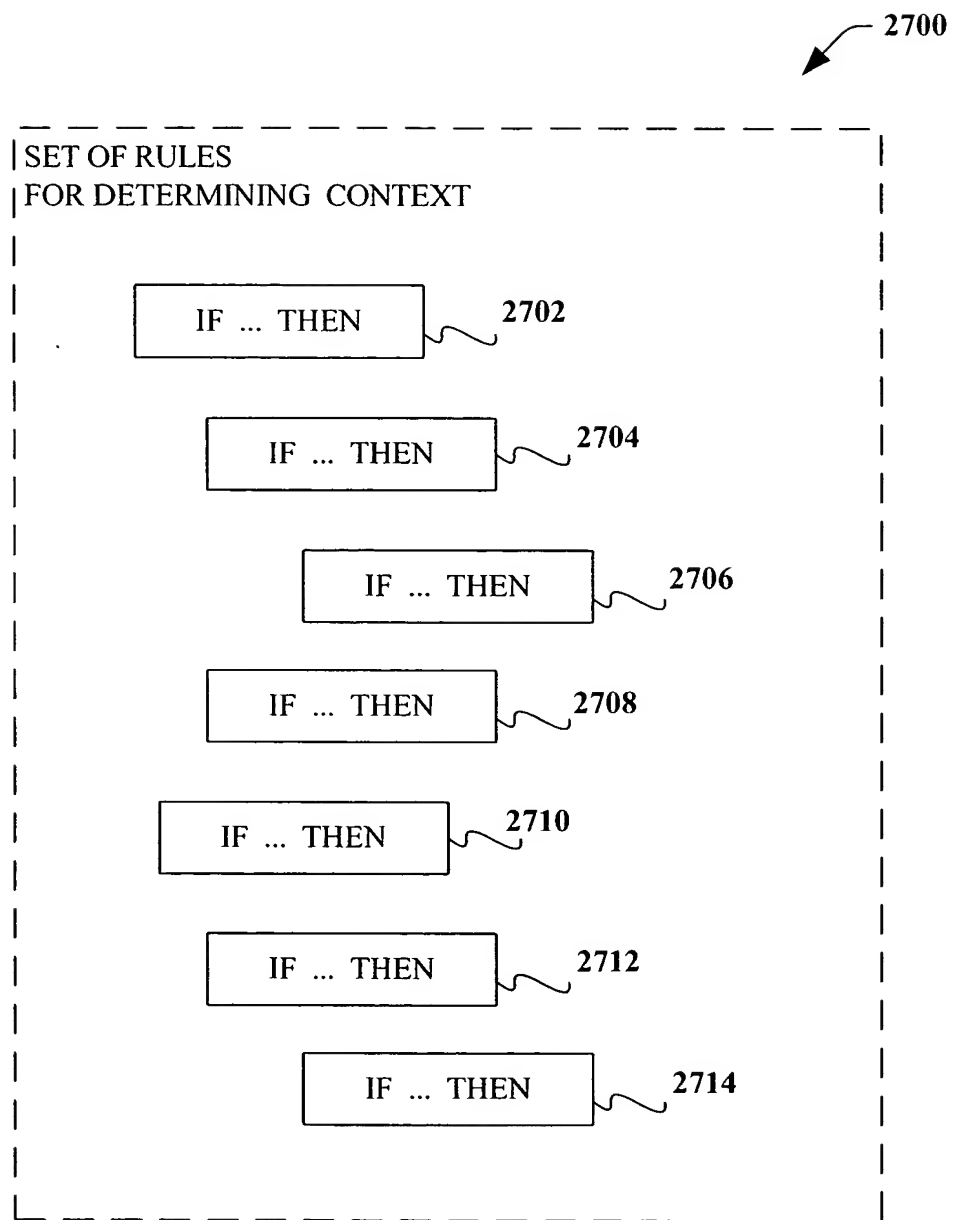 2700
SET OF RULES
FOR DETERMINING CONTEXT
IF ... THEN
2702
IF ... THEN
2704
IF ... THEN
2706
IF ... THEN
2708
IF ... THEN
2710
IF ... THEN
2712
IF ... THEN
2714